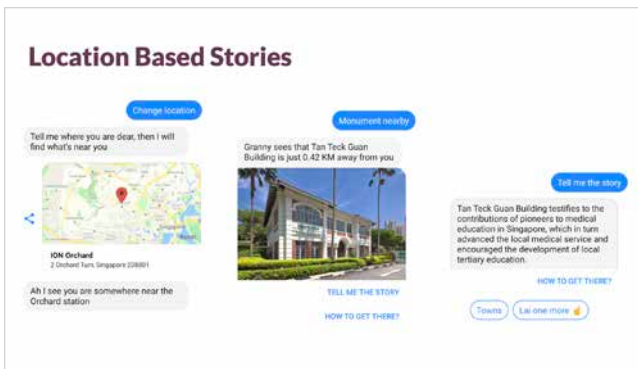 Location Based Stories
Change location
Tell me where you are dear, then I will
find what's near you
ION Orchard
2 Orchard Turn, Singapore 238801
Ah I see you are somewhere near the
Orchard station
Monument nearby
Granny sees that Tan Teck Guan
Building is just 0.42 KM away from you
TELL ME THE STORY
HOW TO GET THERE?
Tell me the story
Tan Teck Guan Building testifies to the
contributions of pioneers to medical
education in Singapore, which in turn
advanced the local medical service and
encouraged the development of local
tertiary education.
HOW TO GET THERE?
Towns
Lai one more ☝